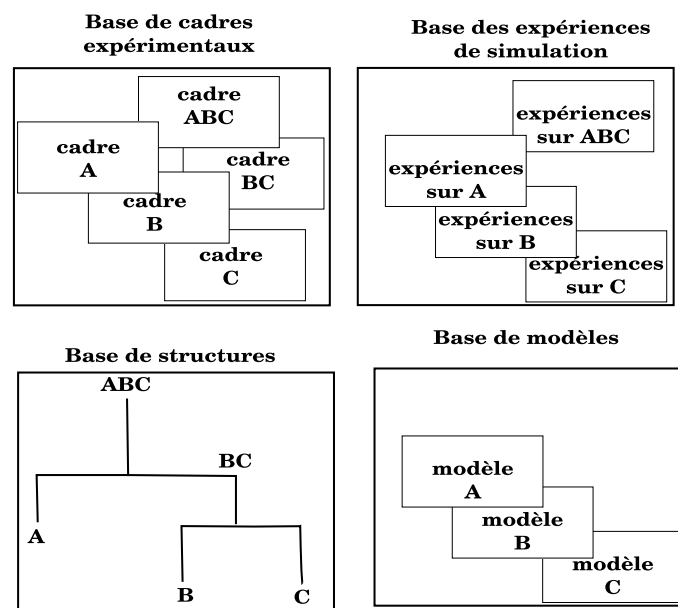 Base de cadres
expérimentaux
cadre
ABC
cadre
A
cadre
BC
cadre
B
cadre
C
Base des expériences
de simulation
expériences
sur ABC
expériences
sur A
expériences
sur B
expériences
sur C
Base de structures
ABC
BC
A
B
C
Base de modèles
modèle
A
modèle
B
modèle
C